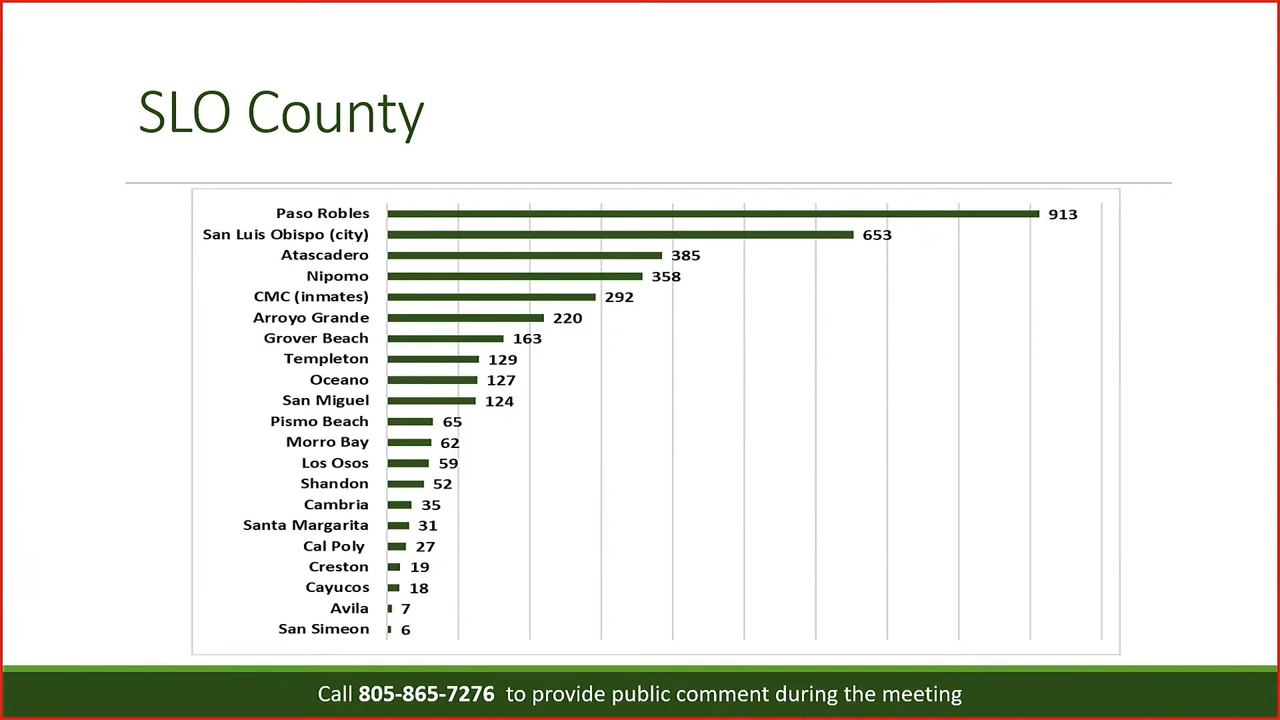 SLO County
Paso Robles 913
San Luis Obispo (city) 653
Atascadero 385
Nipomo 358
CMC (inmates) 292
Arroyo Grande 220
Grover Beach 163
Templeton 129
Oceano 127
San Miguel 124
Pismo Beach 65
Morro Bay 62
Los Osos 59
Shandon 52
Cambria 35
Santa Margarita 31
Cal Poly 27
Creston 19
Cayucos 18
Avila 7
San Simeon 6
Call 805-865-7276 to provide public comment during the meeting